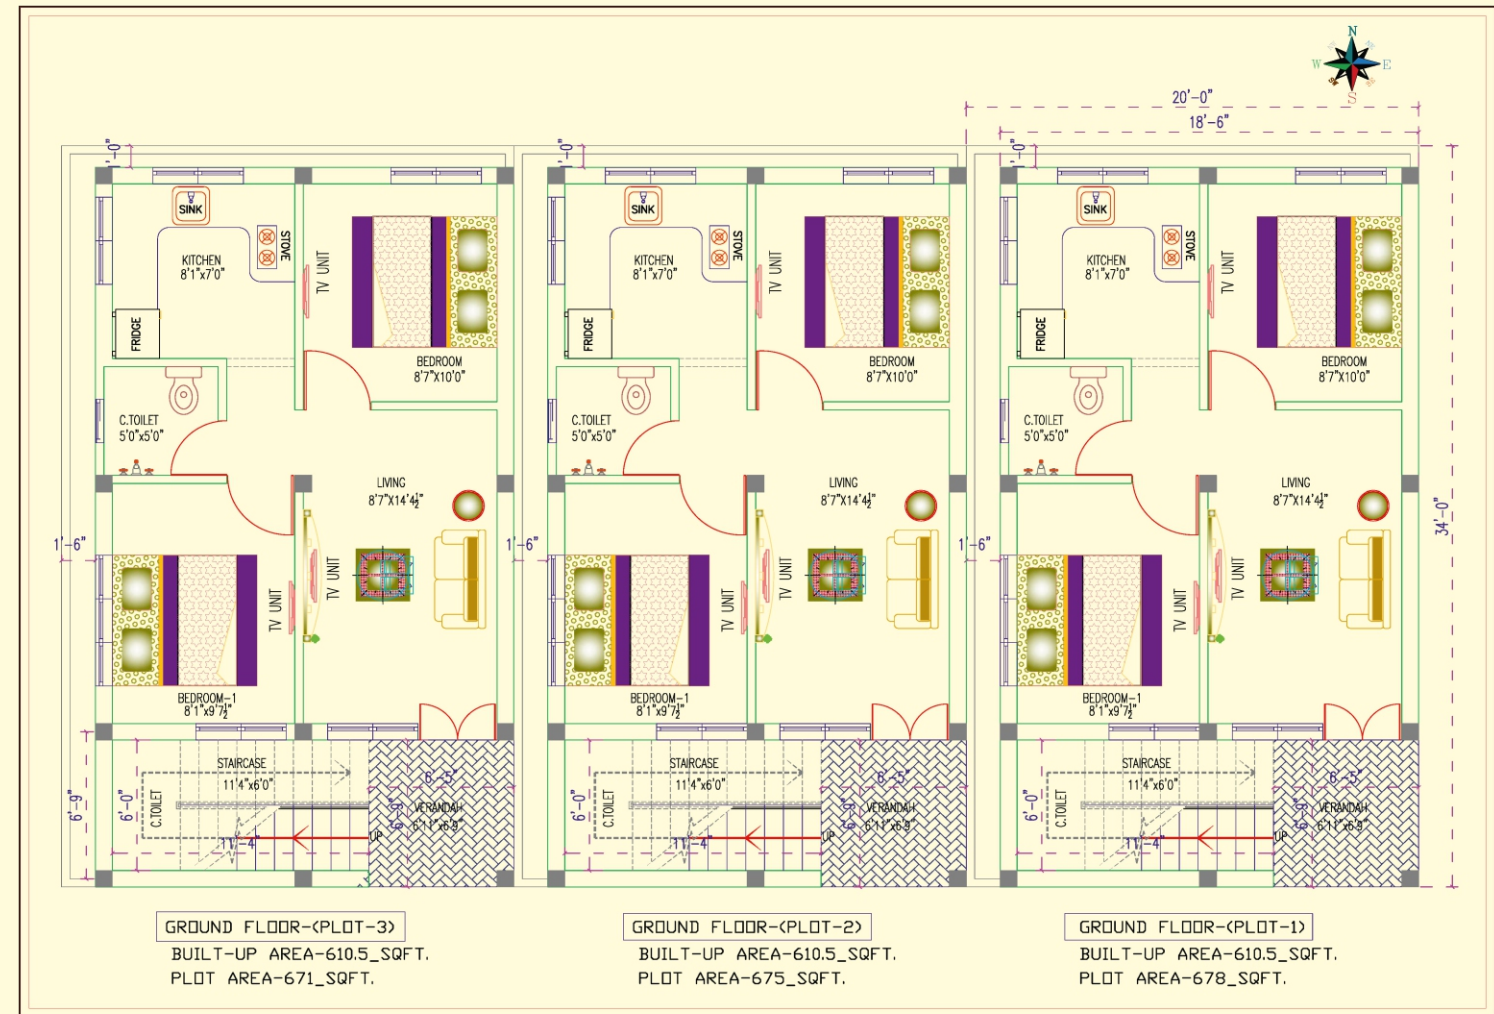 N
W
E
S
20'-0"
18'-6"
1'-0"
1'-0"
1'-0"
SINK
STOVE
KITCHEN
8'1"x7'0"
TV UNIT
FRIDGE
BEDROOM
8'7"X10'0"
C.TOILET
5'0"x5'0"
LIVING
8'7"X14'4½"
1'-6"
TV UNIT
TV UNIT
BEDROOM-1
8'1"x9'7½"
STAIRCASE
11'4"x6'0"
C.TOILET
6'-9"
6'-0"
11'-4"
UP
6'-5"
6'-9"
VERANDAH
6'11"x6'9"
SINK
STOVE
KITCHEN
8'1"x7'0"
TV UNIT
FRIDGE
BEDROOM
8'7"X10'0"
C.TOILET
5'0"x5'0"
LIVING
8'7"X14'4½"
1'-6"
TV UNIT
TV UNIT
BEDROOM-1
8'1"x9'7½"
STAIRCASE
11'4"x6'0"
C.TOILET
6'-0"
11'-4"
UP
6'-5"
6'-9"
VERANDAH
6'11"x6'9"
SINK
STOVE
KITCHEN
8'1"x7'0"
TV UNIT
FRIDGE
BEDROOM
8'7"X10'0"
C.TOILET
5'0"x5'0"
LIVING
8'7"X14'4½"
34'-0"
1'-6"
TV UNIT
TV UNIT
BEDROOM-1
8'1"x9'7½"
STAIRCASE
11'4"x6'0"
C.TOILET
6'-0"
11'-4"
UP
6'-5"
6'-9"
VERANDAH
6'11"x6'9"
GROUND FLOOR-(PLOT-3)
BUILT-UP AREA-610.5_SQFT.
PLOT AREA-671_SQFT.
GROUND FLOOR-(PLOT-2)
BUILT-UP AREA-610.5_SQFT.
PLOT AREA-675_SQFT.
GROUND FLOOR-(PLOT-1)
BUILT-UP AREA-610.5_SQFT.
PLOT AREA-678_SQFT.